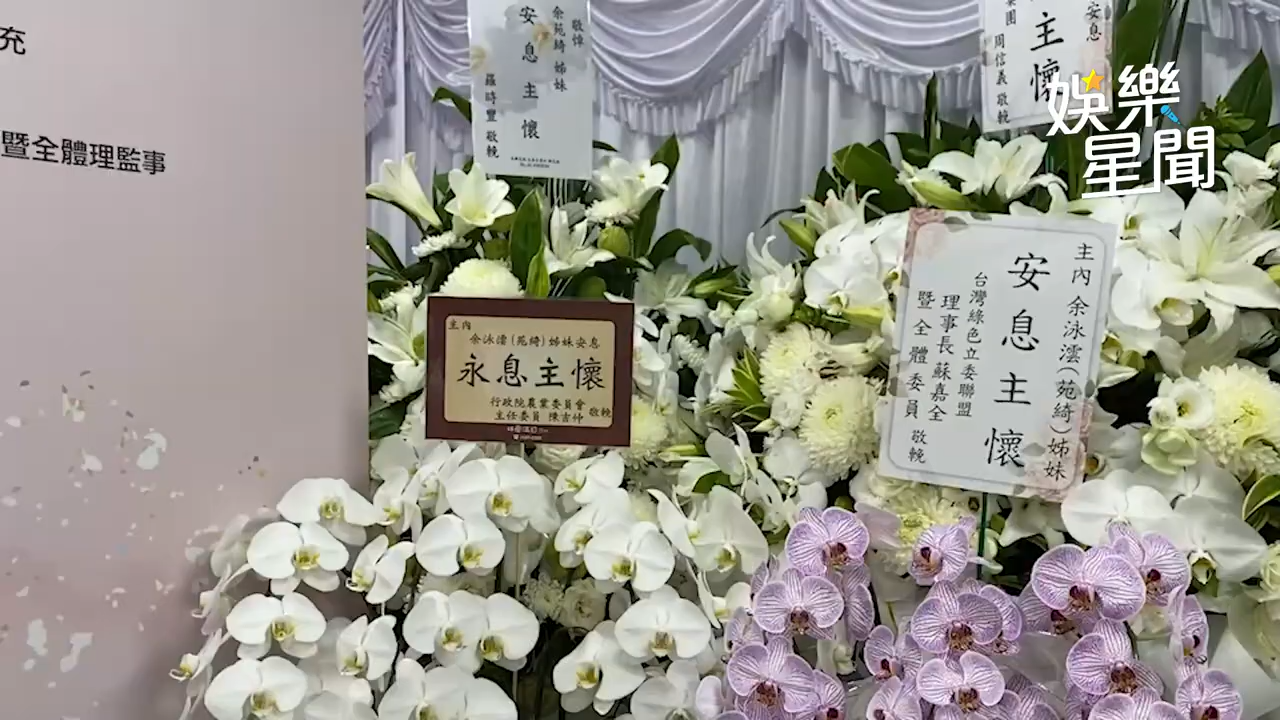 充
暨全體理監事
敬悼
余苑綺 姊妹
安息主懷
羅時豐 敬輓
安息
主懷
集團 周信義 敬輓
娛樂
星聞
主內
余泳澐(苑綺)姊妹安息
永息主懷
行政院農業委員會
主任委員 陳吉仲 敬輓
主內 余泳澐(苑綺)姊妹
安息主懷
台灣綠色立委聯盟
理事長 蘇嘉全
暨全體委員 敬輓